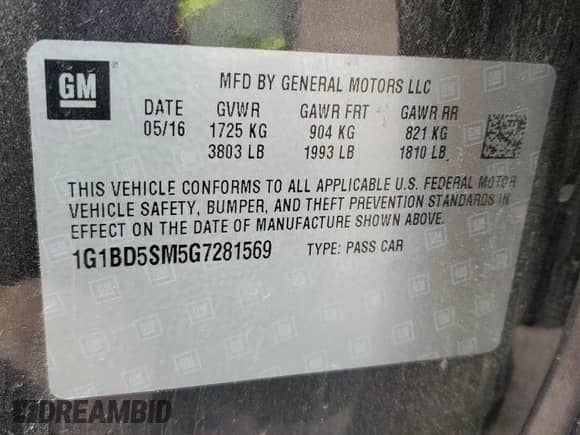 GM
MFD BY GENERAL MOTORS LLC
DATE GVWR GAWR FRT GAWR RR
05/16 1725 KG 904 KG 821 KG
3803 LB 1993 LB 1810 LB
THIS VEHICLE CONFORMS TO ALL APPLICABLE U.S. FEDERAL MOTOR
VEHICLE SAFETY, BUMPER, AND THEFT PREVENTION STANDARDS IN
EFFECT ON THE DATE OF MANUFACTURE SHOWN ABOVE.
1G1BD5SM5G7281569 TYPE: PASS CAR
DREAMBID